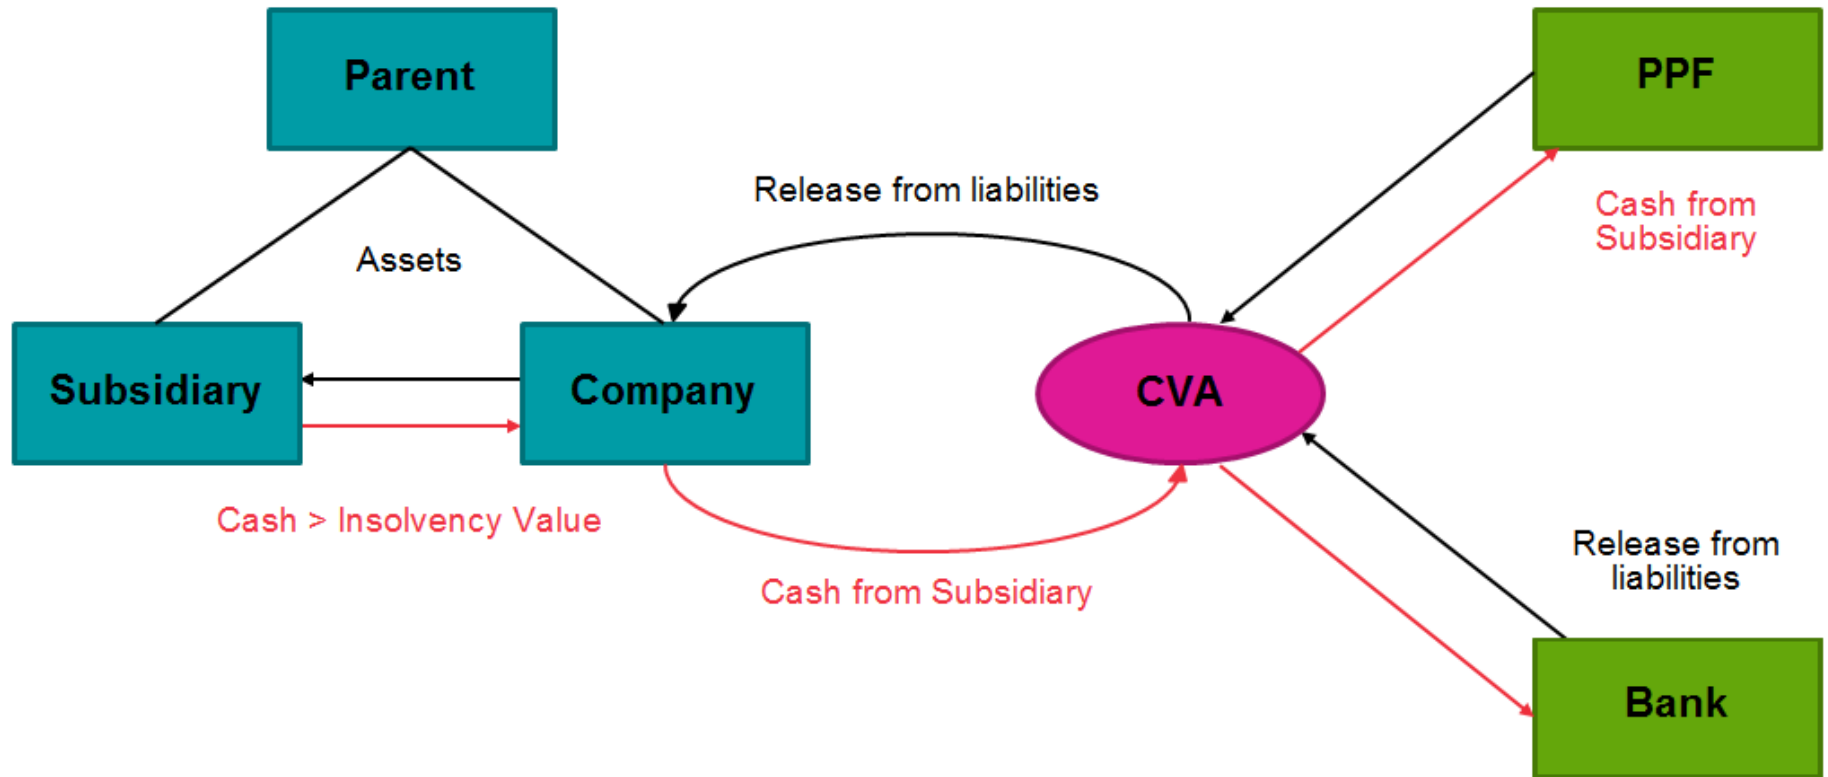 Parent
PPF
Release from liabilities
Cash from
Subsidiary
Assets
Subsidiary
Company
CVA
Cash > Insolvency Value
Release from
liabilities
Cash from Subsidiary
Bank